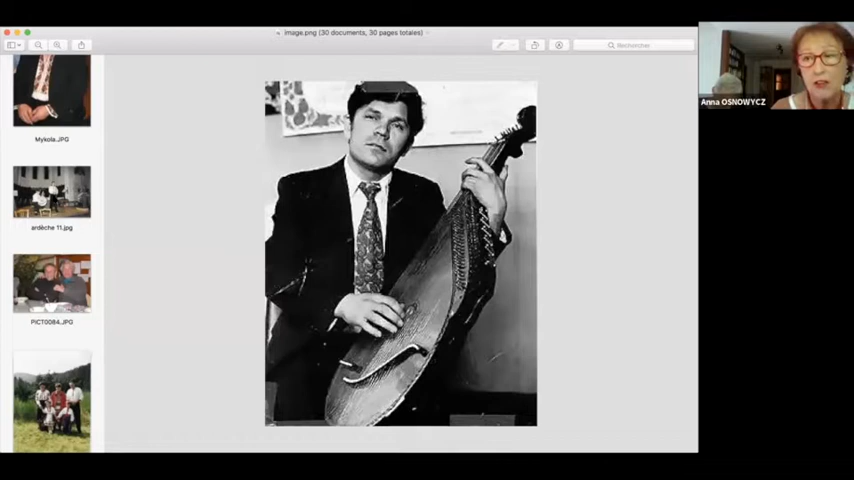 image.png (30 documents, 30 pages totales)
Rechercher
Mykola.JPG
ardèche 11.jpg
PICT0084.JPG
Anna OSNOWYCZ